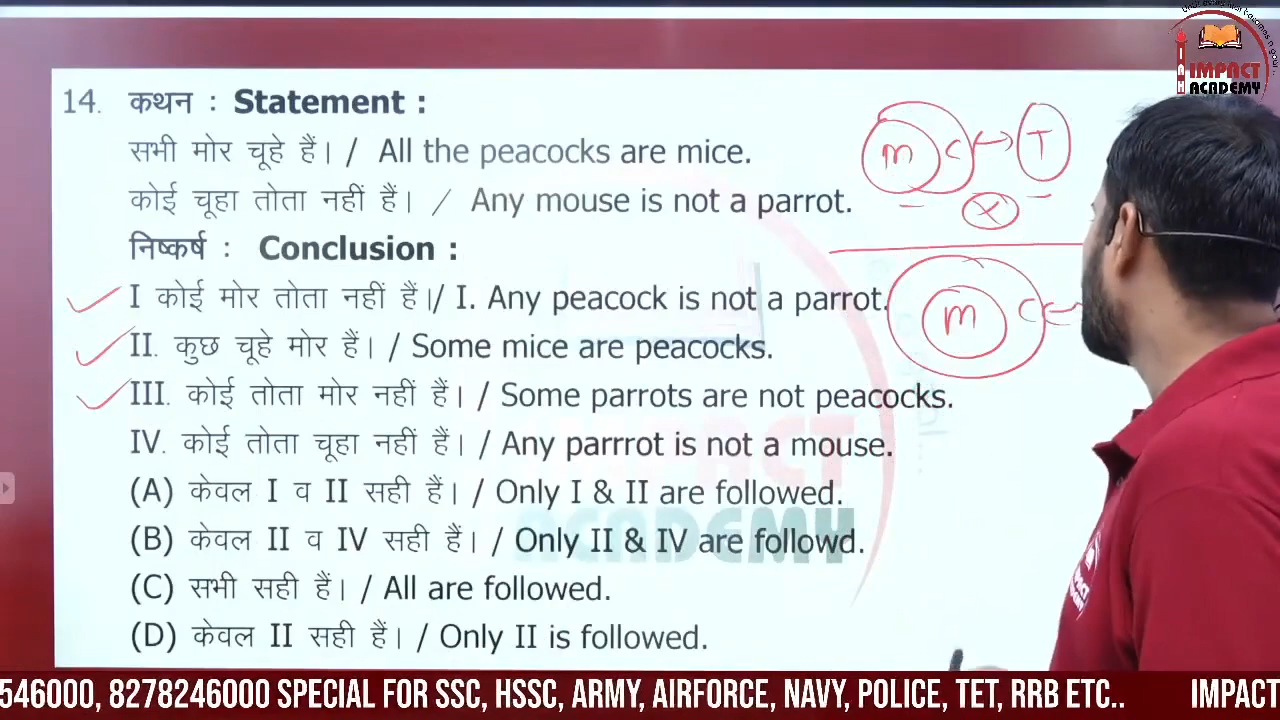 IMPACT
ACADEMY
14. कथन : Statement :
सभी मोर चूहे हैं। / All the peacocks are mice.
कोई चूहा तोता नहीं हैं। / Any mouse is not a parrot.
निष्कर्ष : Conclusion :
I कोई मोर तोता नहीं हैं।/ I. Any peacock is not a parrot.
II. कुछ चूहे मोर हैं। / Some mice are peacocks.
III. कोई तोता मोर नहीं हैं। / Some parrots are not peacocks.
IV. कोई तोता चूहा नहीं हैं। / Any parrrot is not a mouse.
(A) केवल I व II सही हैं। / Only I & II are followed.
(B) केवल II व IV सही हैं। / Only II & IV are followd.
(C) सभी सही हैं। / All are followed.
(D) केवल II सही हैं। / Only II is followed.
M C T
X
M C
IMPACT
ACADEMY
546000, 8278246000 SPECIAL FOR SSC, HSSC, ARMY, AIRFORCE, NAVY, POLICE, TET, RRB ETC.. IMPACT